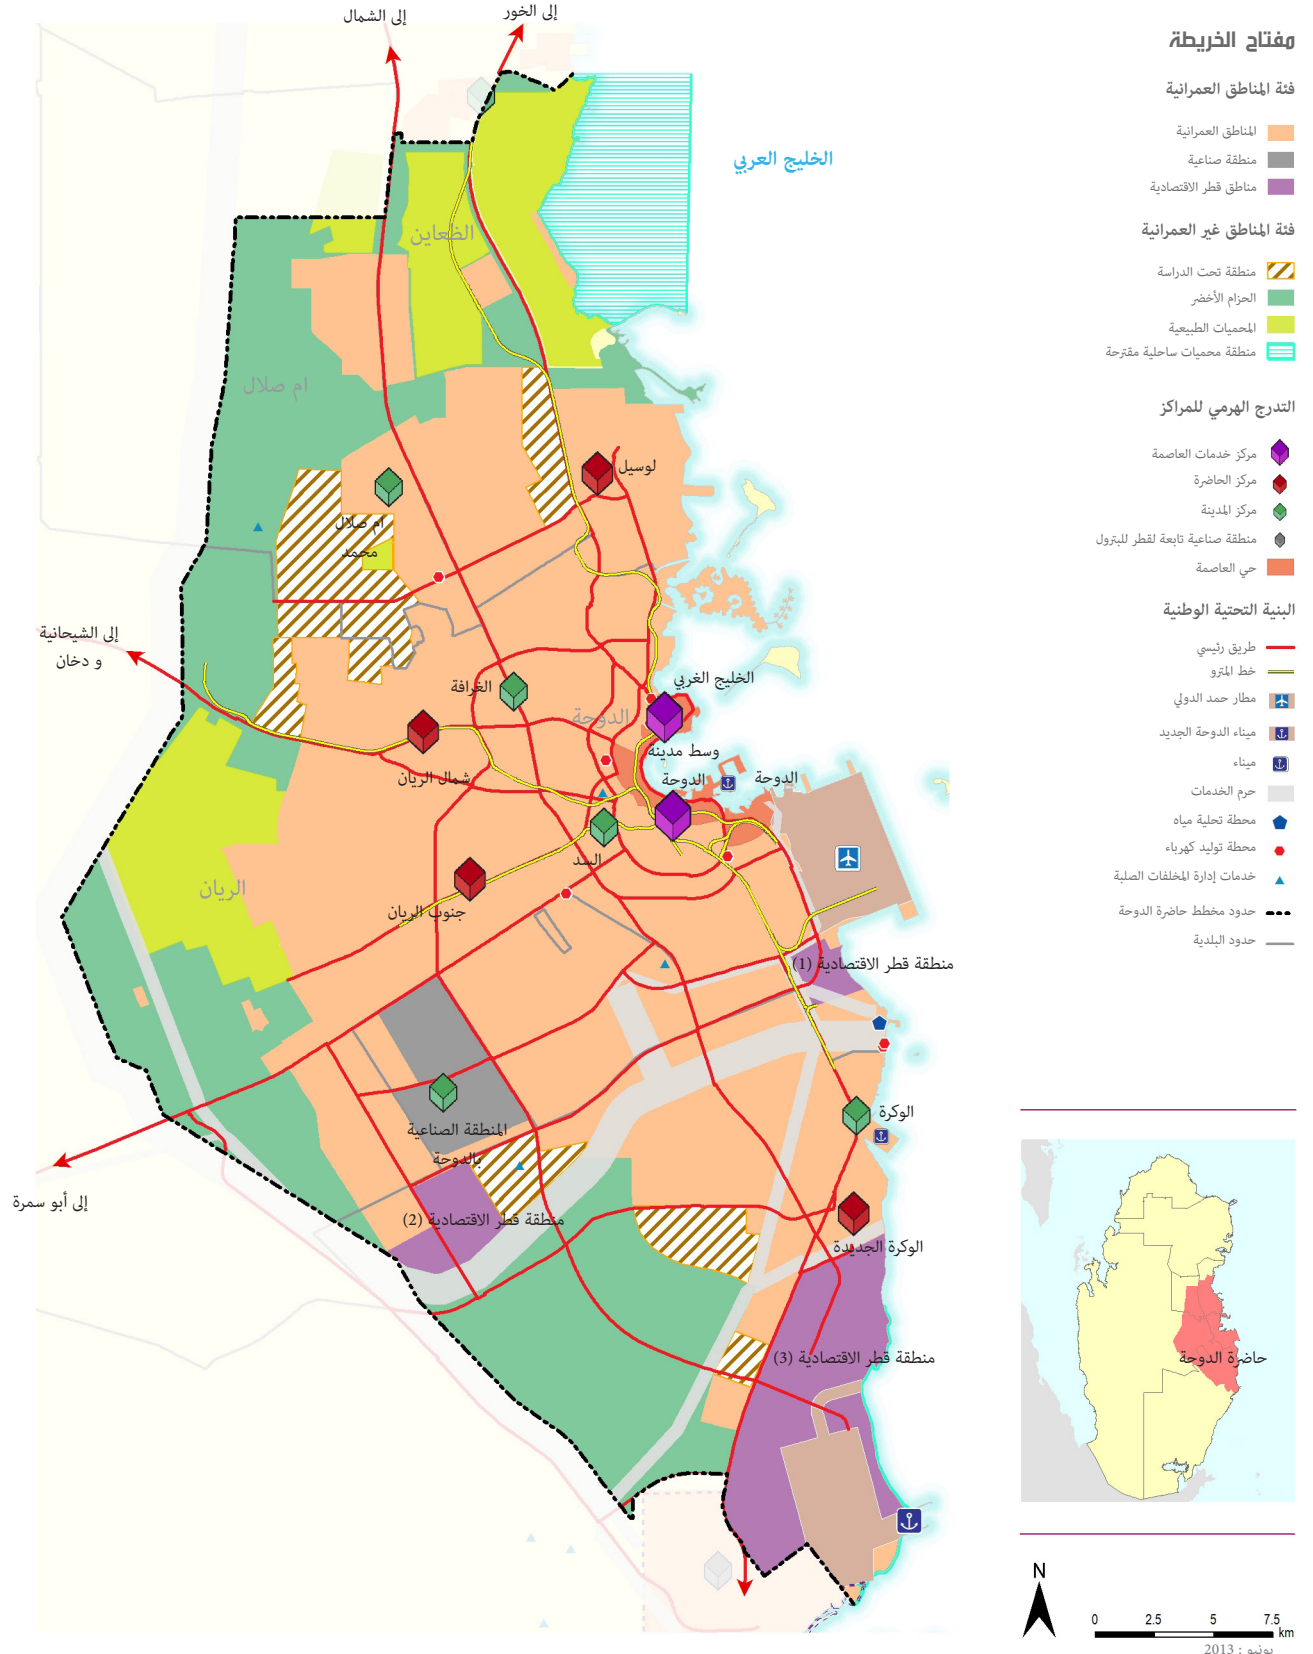 إلى الشمال
إلى الخور
الخليج العربي
الظعاين
ام صلال
لوسيل
ام صلال
محمد
إلى الشيحانية
و دخان
الغرافة
الخليج الغربي
الدوحة
وسط مدينة
الدوحة
الدوحة
شمال الريان
السد
الريان
جنوب الريان
منطقة قطر الاقتصادية (1)
الوكرة
المنطقة الصناعية
بالدوحة
إلى أبو سمرة
منطقة قطر الاقتصادية (2)
الوكرة الجديدة
منطقة قطر الاقتصادية (3)
مفتاح الخريطة
فئة المناطق العمرانية
المناطق العمرانية
منطقة صناعية
مناطق قطر الاقتصادية
فئة المناطق غير العمرانية
منطقة تحت الدراسة
الحزام الأخضر
المحميات الطبيعية
منطقة محميات ساحلية مقترحة
التدرج الهرمي للمراكز
مركز خدمات العاصمة
مركز الحاضرة
مركز المدينة
منطقة صناعية تابعة لقطر للبترول
حي العاصمة
البنية التحتية الوطنية
طريق رئيسي
خط المترو
مطار حمد الدولي
ميناء الدوحة الجديد
ميناء
حرم الخدمات
محطة تحلية مياه
محطة توليد كهرباء
خدمات إدارة المخلفات الصلبة
حدود مخطط حاضرة الدوحة
حدود البلدية
حاضرة الدوحة
N
0 2.5 5 7.5
km
يونيو : 2013